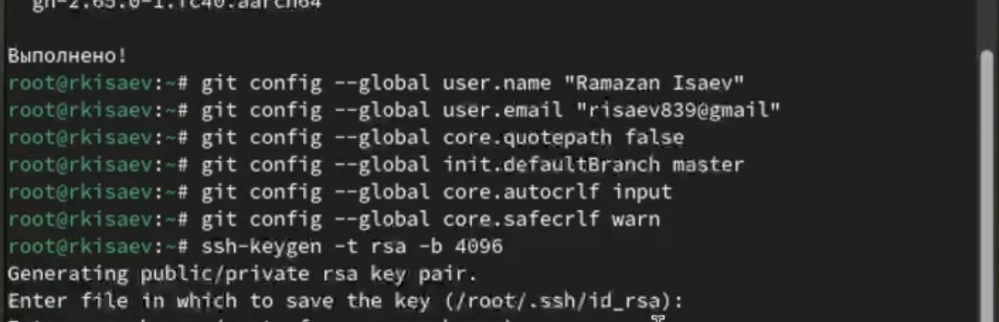 gh-2.65.0-1.fc40.aarch64
Выполнено!
root@rkisaev:~# git config --global user.name "Ramazan Isaev"
root@rkisaev:~# git config --global user.email "risaev839@gmail"
root@rkisaev:~# git config --global core.quotepath false
root@rkisaev:~# git config --global init.defaultBranch master
root@rkisaev:~# git config --global core.autocrlf input
root@rkisaev:~# git config --global core.safecrlf warn
root@rkisaev:~# ssh-keygen -t rsa -b 4096
Generating public/private rsa key pair.
Enter file in which to save the key (/root/.ssh/id_rsa):